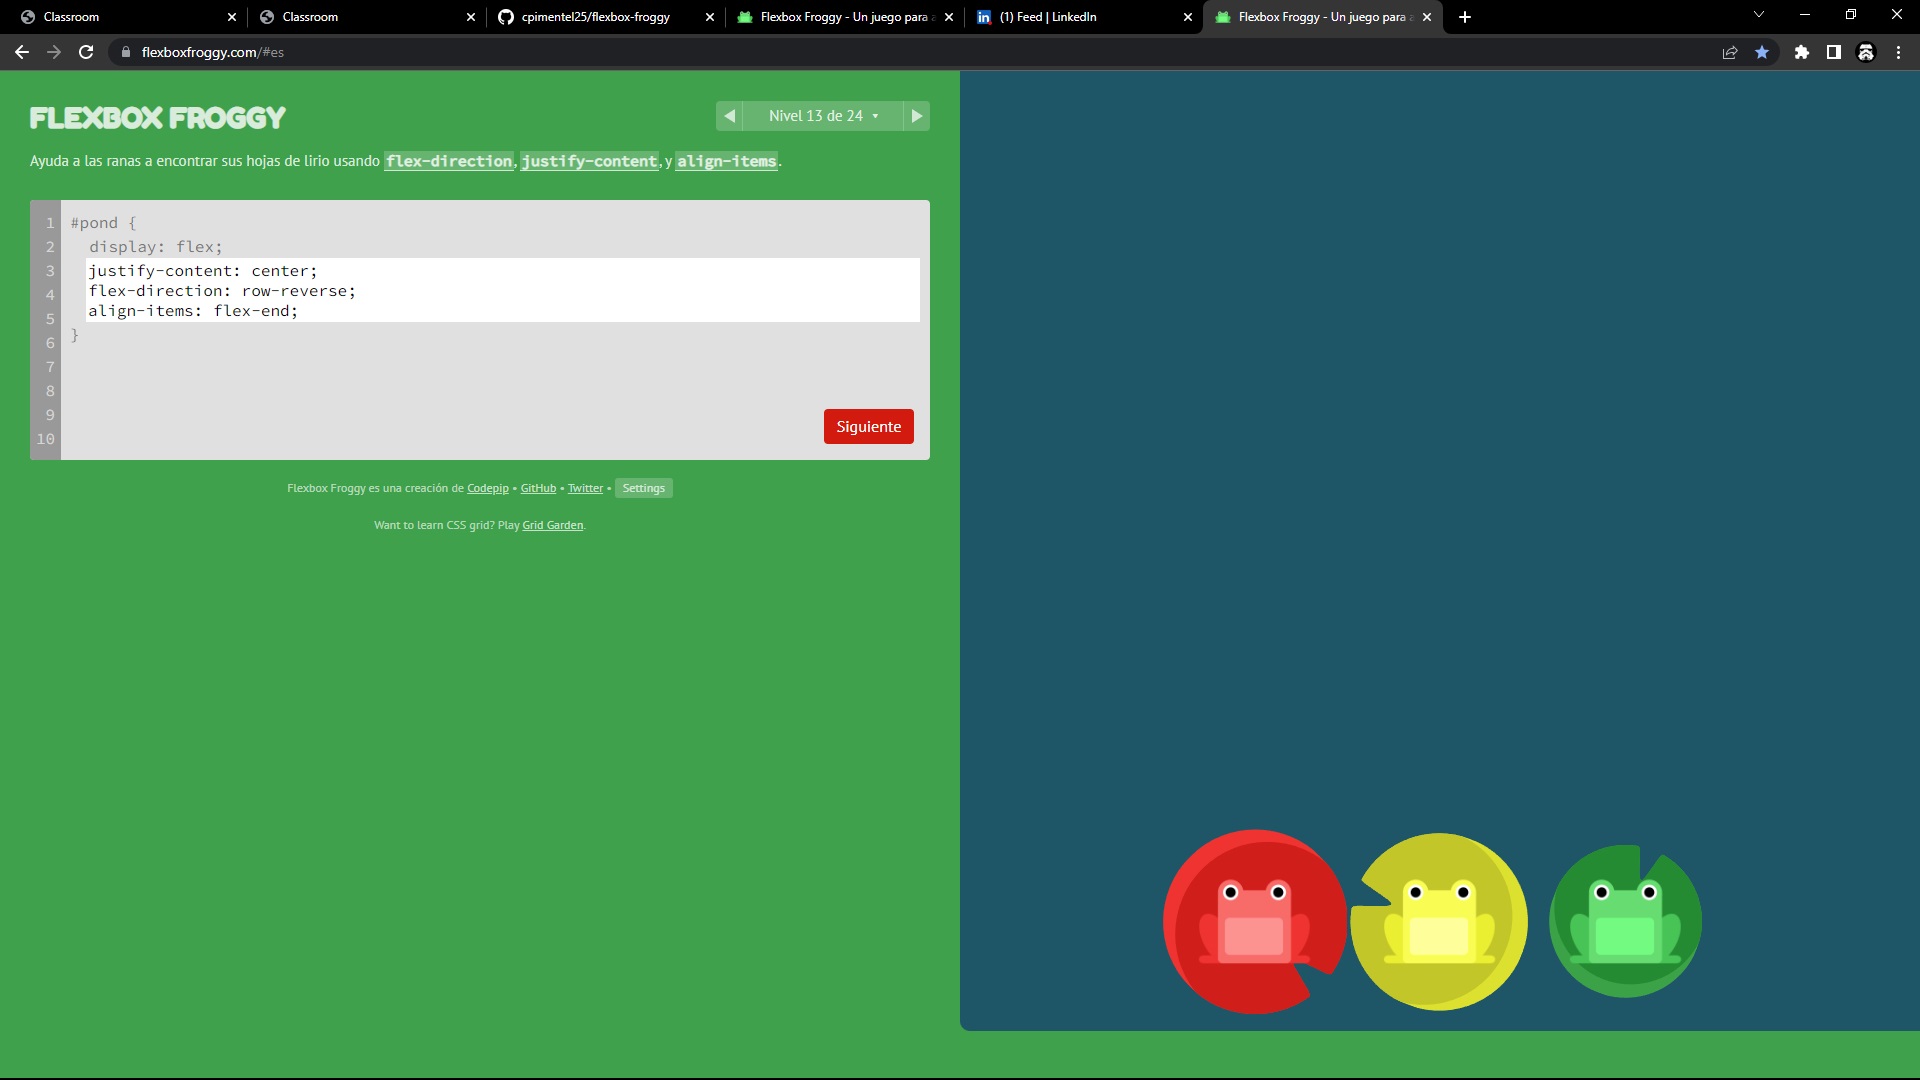 Classroom
Classroom
cpimentel25/flexbox-froggy
Flexbox Froggy - Un juego para
in (1) Feed | LinkedIn
Flexbox Froggy - Un juego para
flexboxfroggy.com/#es
FLEXBOX FROGGY
◀ Nivel 13 de 24 ▾ ▶
Ayuda a las ranas a encontrar sus hojas de lirio usando flex-direction, justify-content, y align-items.
1 #pond {
2 display: flex;
3 justify-content: center;
4 flex-direction: row-reverse;
5 align-items: flex-end;
6 }
7
8
9
10
Siguiente
Flexbox Froggy es una creación de Codepip • GitHub • Twitter • Settings
Want to learn CSS grid? Play Grid Garden.